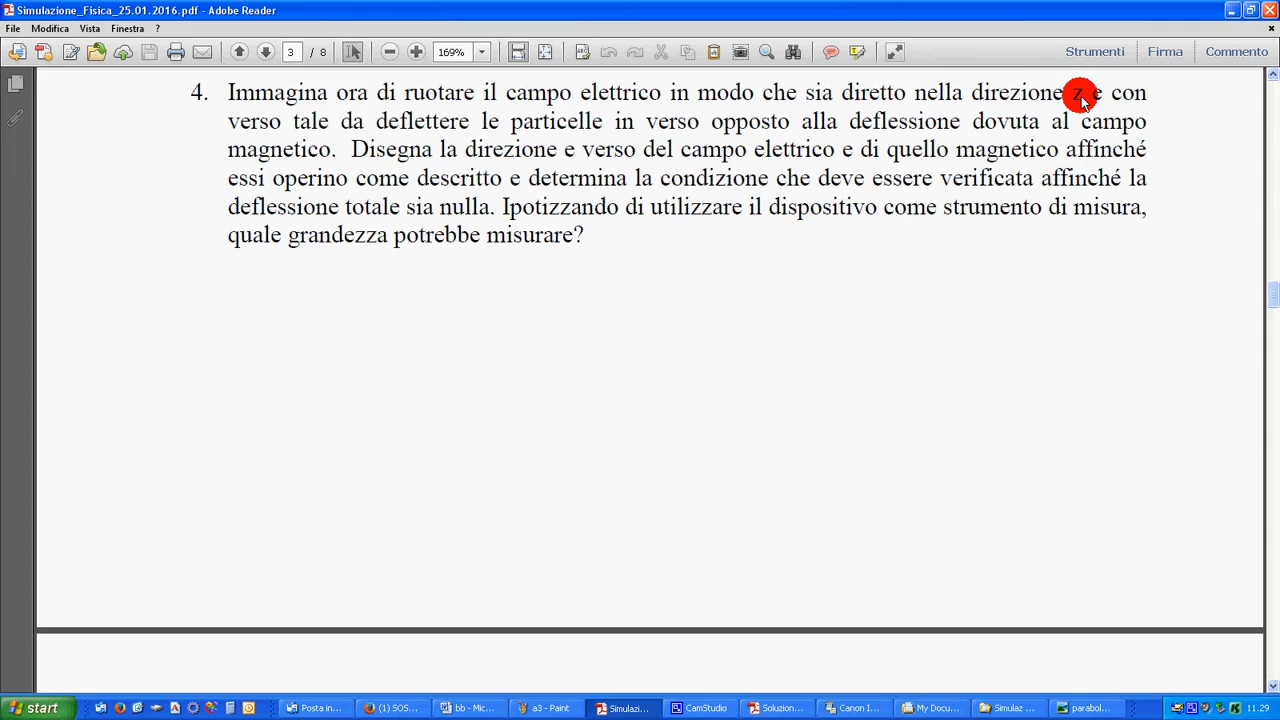 Simulazione_Fisica_25.01.2016.pdf - Adobe Reader
File Modifica Vista Finestra ?
3 / 8 169% Strumenti Firma Commento
4. Immagina ora di ruotare il campo elettrico in modo che sia diretto nella direzione z e con
verso tale da deflettere le particelle in verso opposto alla deflessione dovuta al campo
magnetico. Disegna la direzione e verso del campo elettrico e di quello magnetico affinché
essi operino come descritto e determina la condizione che deve essere verificata affinché la
deflessione totale sia nulla. Ipotizzando di utilizzare il dispositivo come strumento di misura,
quale grandezza potrebbe misurare?
start Posta in... (1) SOS... bb - Mic... a3 - Paint Simulazi... CamStudio Soluzion... Canon I... My Docu... Simulaz ... parabol... 11.29